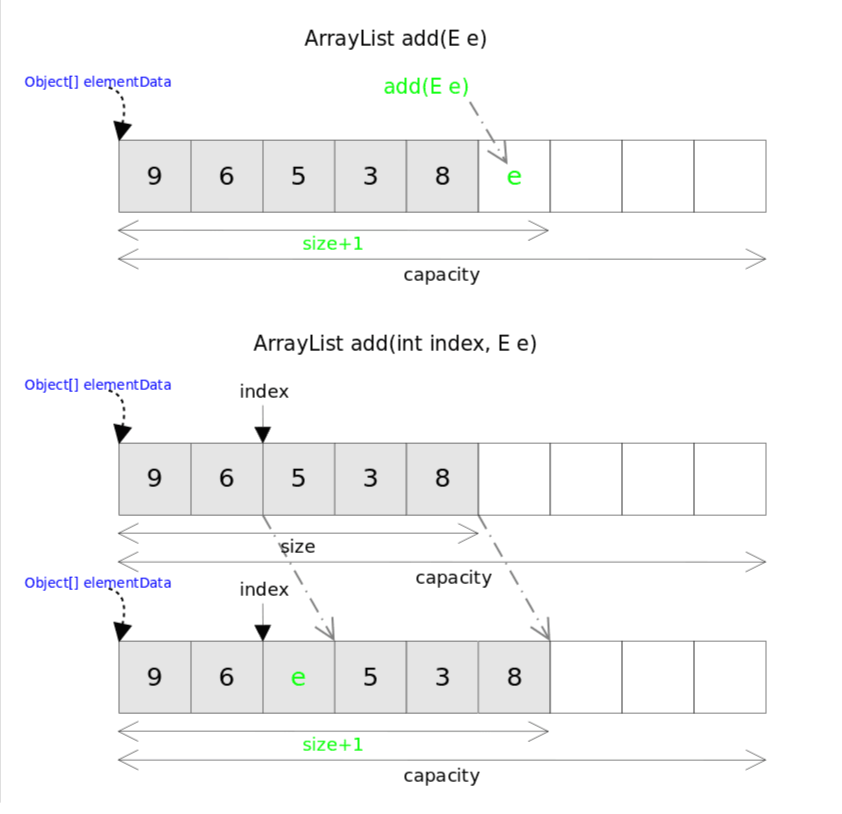 ArrayList add(E e)
Object[] elementData
add(E e)
9 6 5 3 8 e
size+1
capacity
ArrayList add(int index, E e)
Object[] elementData
index
9 6 5 3 8
size
capacity
Object[] elementData
index
9 6 e 5 3 8
size+1
capacity